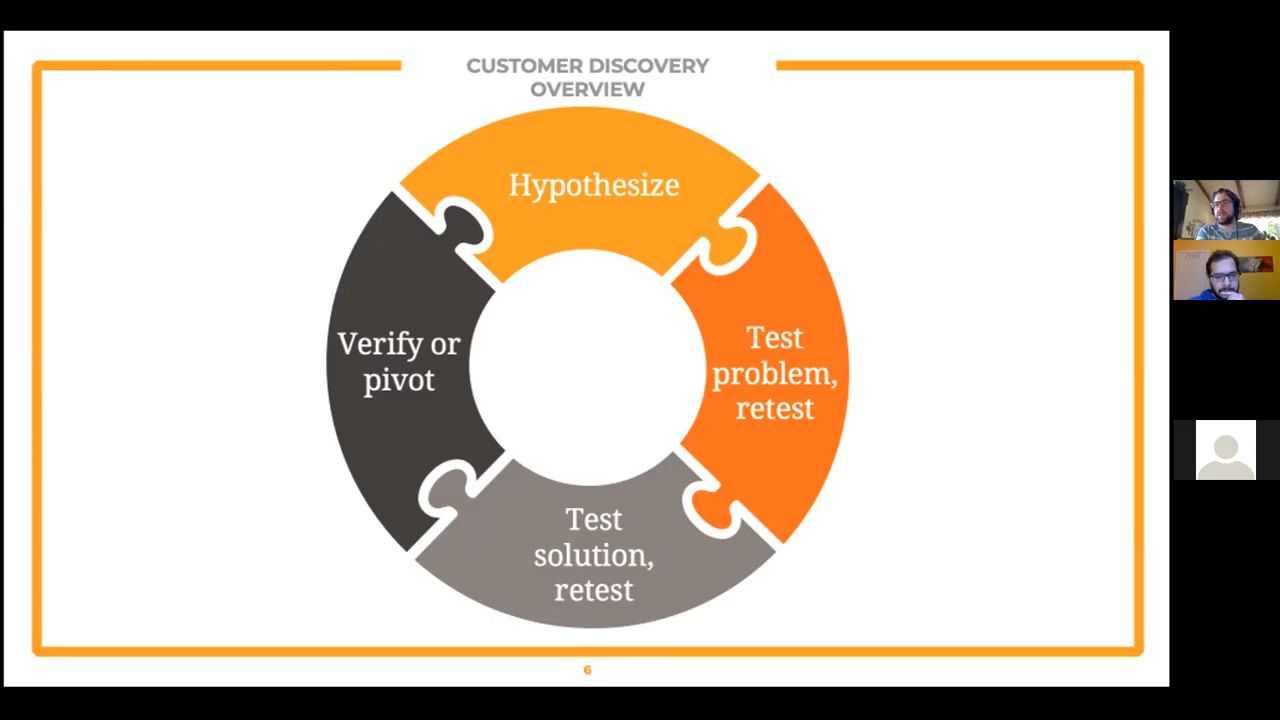 CUSTOMER DISCOVERY
OVERVIEW
Hypothesize
Test
problem,
retest
Test
solution,
retest
Verify or
pivot
6